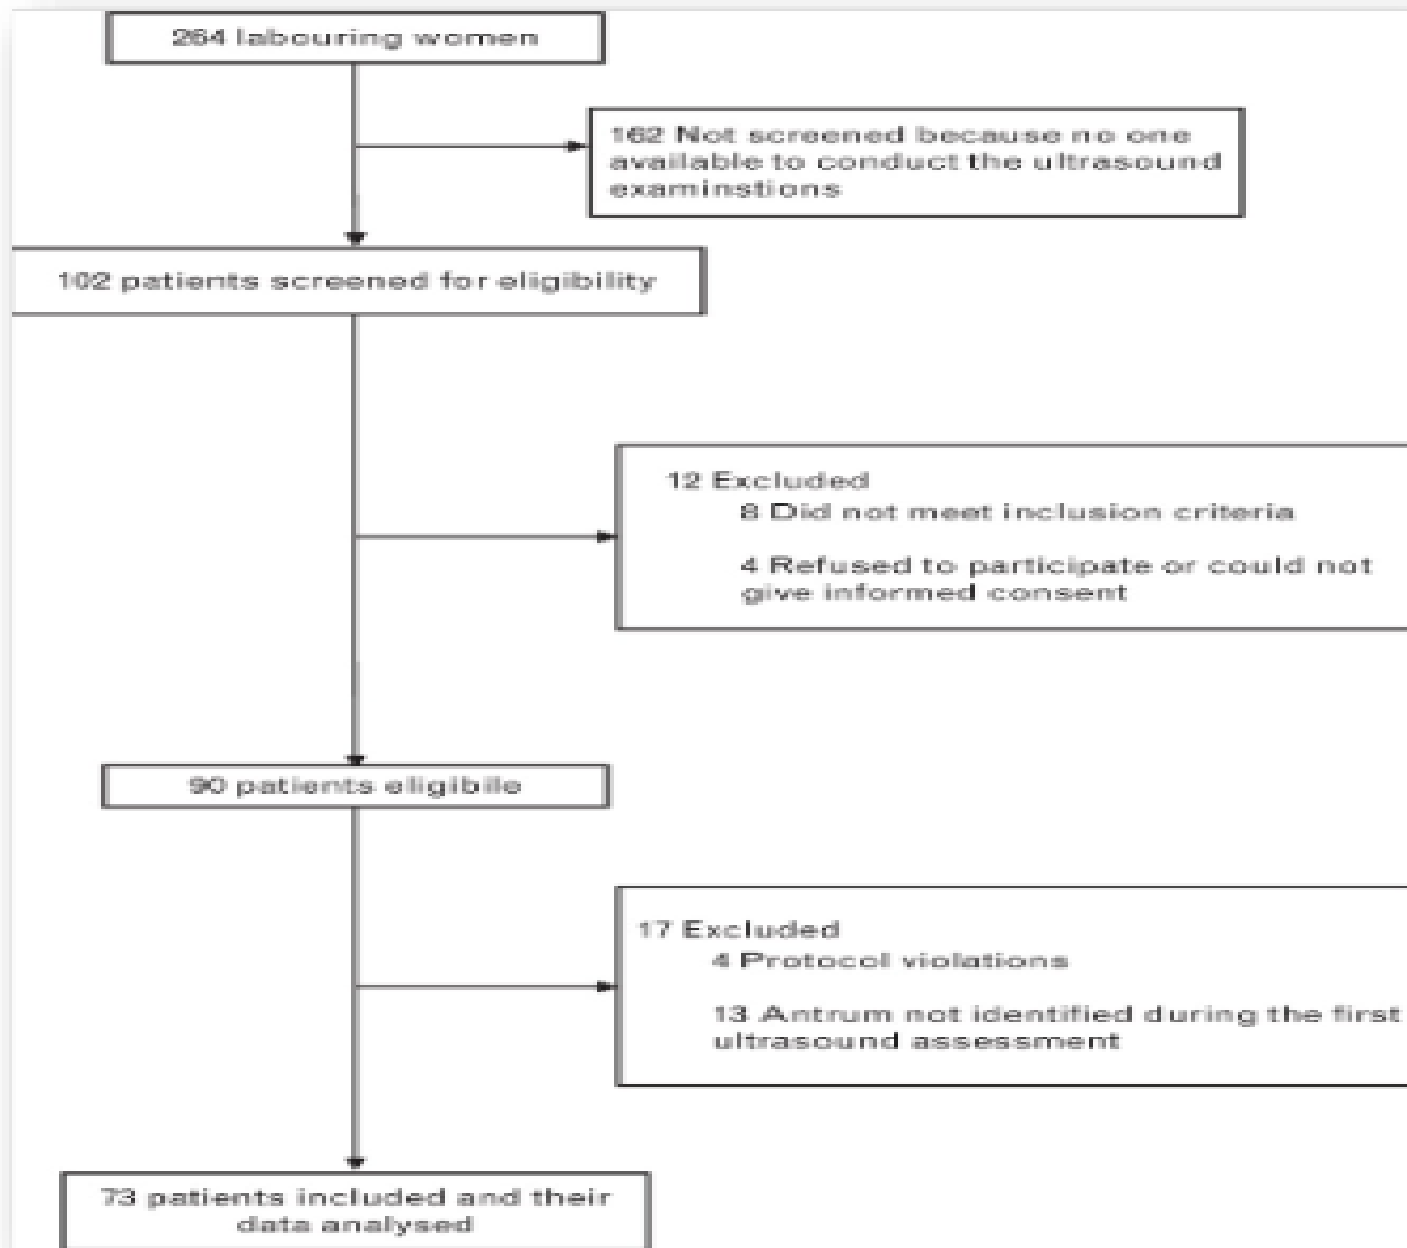 264 labouring women
162 Not screened because no one
available to conduct the ultrasound
examinstions
102 patients screened for eligibility
12 Excluded
8 Did not meet inclusion criteria
4 Refused to participate or could not
give informed consent
90 patients eligibile
17 Excluded
4 Protocol violations
13 Antrum not identified during the first
ultrasound assessment
73 patients included and their
data analysed